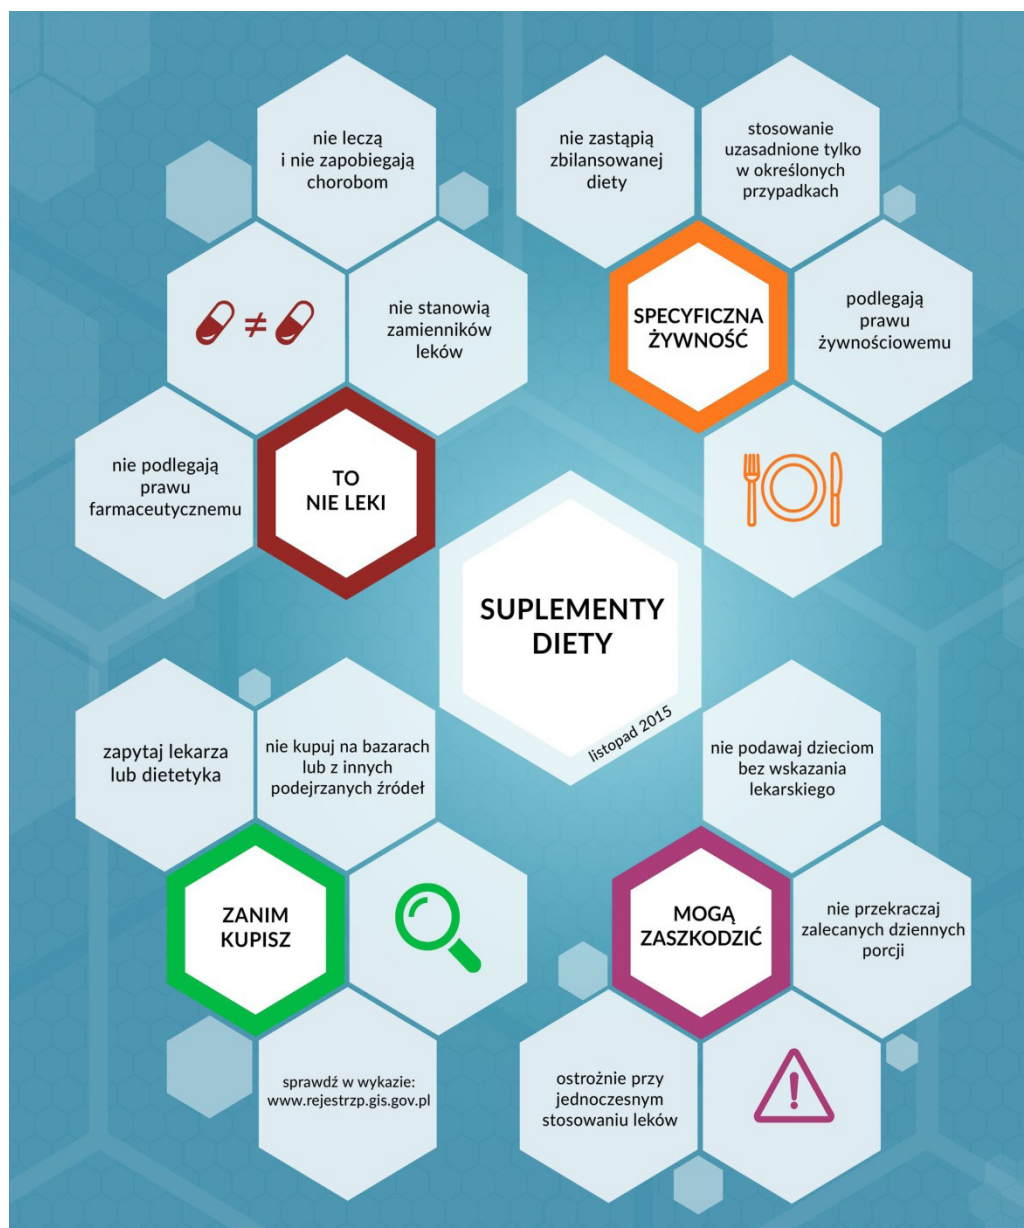 nie leczą
i nie zapobiegają
chorobom
≠
nie stanowią
zamienników
leków
nie podlegają
prawu
farmaceutycznemu
TO
NIE LEKI
nie zastąpią
zbilansowanej
diety
stosowanie
uzasadnione tylko
w określonych
przypadkach
SPECYFICZNA
ŻYWNOŚĆ
podlegają
prawu
żywnościowemu
SUPLEMENTY
DIETY
listopad 2015
zapytaj lekarza
lub dietetyka
nie kupuj na bazarach
lub z innych
podejrzanych źródeł
ZANIM
KUPISZ
sprawdź w wykazie:
www.rejestrzp.gis.gov.pl
nie podawaj dzieciom
bez wskazania
lekarskiego
MOGĄ
ZASZKODZIĆ
nie przekraczaj
zalecanych dziennych
porcji
ostrożnie przy
jednoczesnym
stosowaniu leków